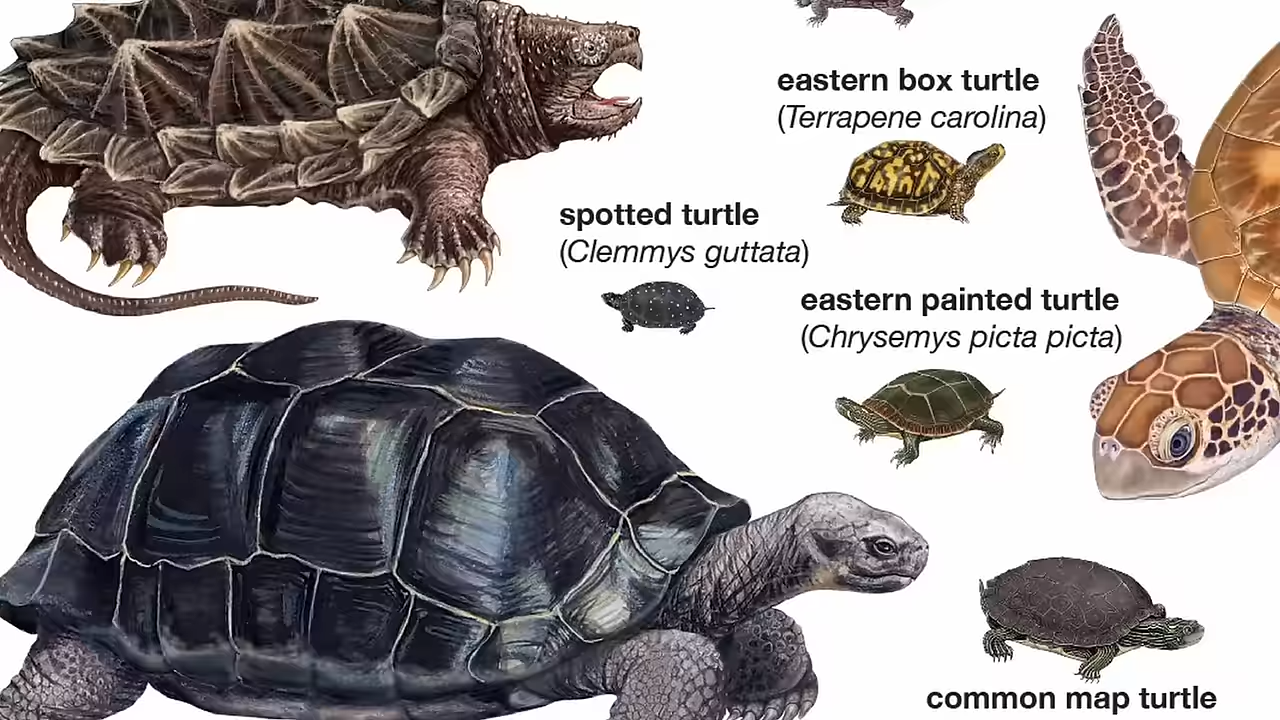 eastern box turtle
(Terrapene carolina)
spotted turtle
(Clemmys guttata)
eastern painted turtle
(Chrysemys picta picta)
common map turtle